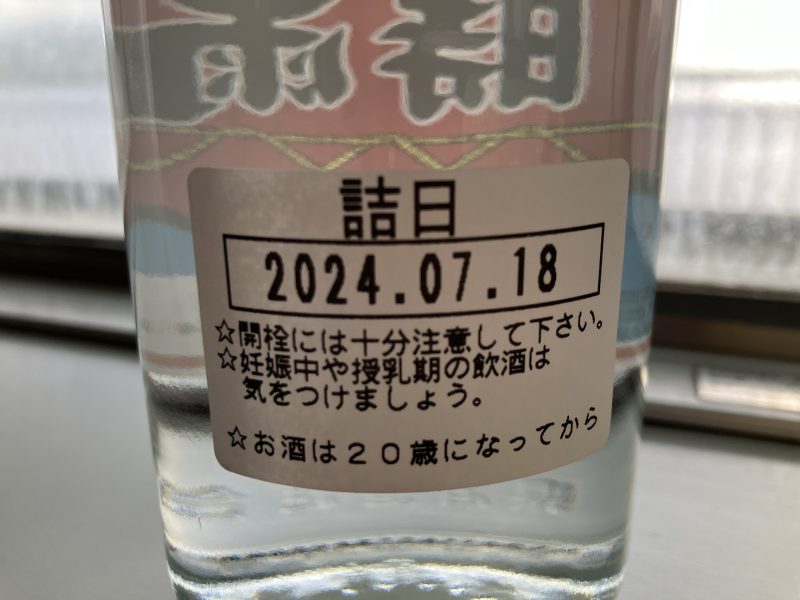 詰日
2024.07.18
☆開栓には十分注意して下さい。
☆妊娠中や授乳期の飲酒は
気をつけましょう。
☆お酒は20歳になってから